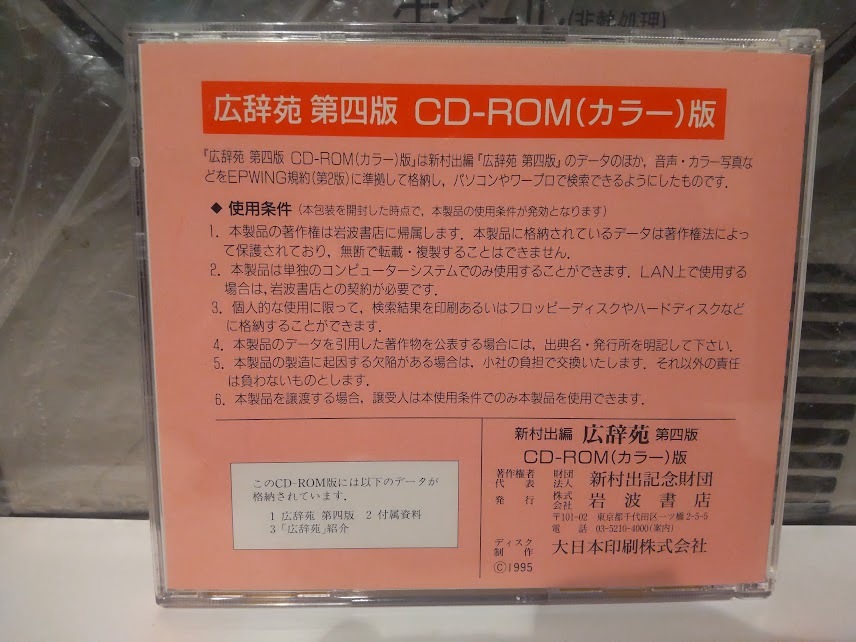 生ビール(非熱処理)
広辞苑 第四版 CD-ROM(カラー)版
『広辞苑 第四版 CD-ROM(カラー)版』は新村出編『広辞苑 第四版』のデータのほか，音声・カラー写真な
どをEPWING規約(第2版)に準拠して格納し，パソコンやワープロで検索できるようにしたものです．
◆ 使用条件（本包装を開封した時点で，本製品の使用条件が発効となります）
1．本製品の著作権は岩波書店に帰属します．本製品に格納されているデータは著作権法によっ
て保護されており，無断で転載・複製することはできません．
2．本製品は単独のコンピューターシステムでのみ使用することができます．LAN上で使用する
場合は，岩波書店との契約が必要です．
3．個人的な使用に限って，検索結果を印刷あるいはフロッピーディスクやハードディスクなど
に格納することができます．
4．本製品のデータを引用した著作物を公表する場合には，出典名・発行所を明記して下さい．
5．本製品の製造に起因する欠陥がある場合は，小社の負担で交換いたします．それ以外の責任
は負わないものとします．
6．本製品を譲渡する場合，譲受人は本使用条件でのみ本製品を使用できます．
このCD-ROM版には以下のデータが
格納されています．
1 広辞苑 第四版 2 付属資料
3「広辞苑」紹介
新村出編 広辞苑 第四版
CD-ROM(カラー)版
著作権者代表 財団法人 新村出記念財団
発行 株式会社 岩波書店
〒101-02 東京都千代田区一ツ橋2-5-5
電話 03-5210-4000(案内)
ディスク制作 大日本印刷株式会社
©1995